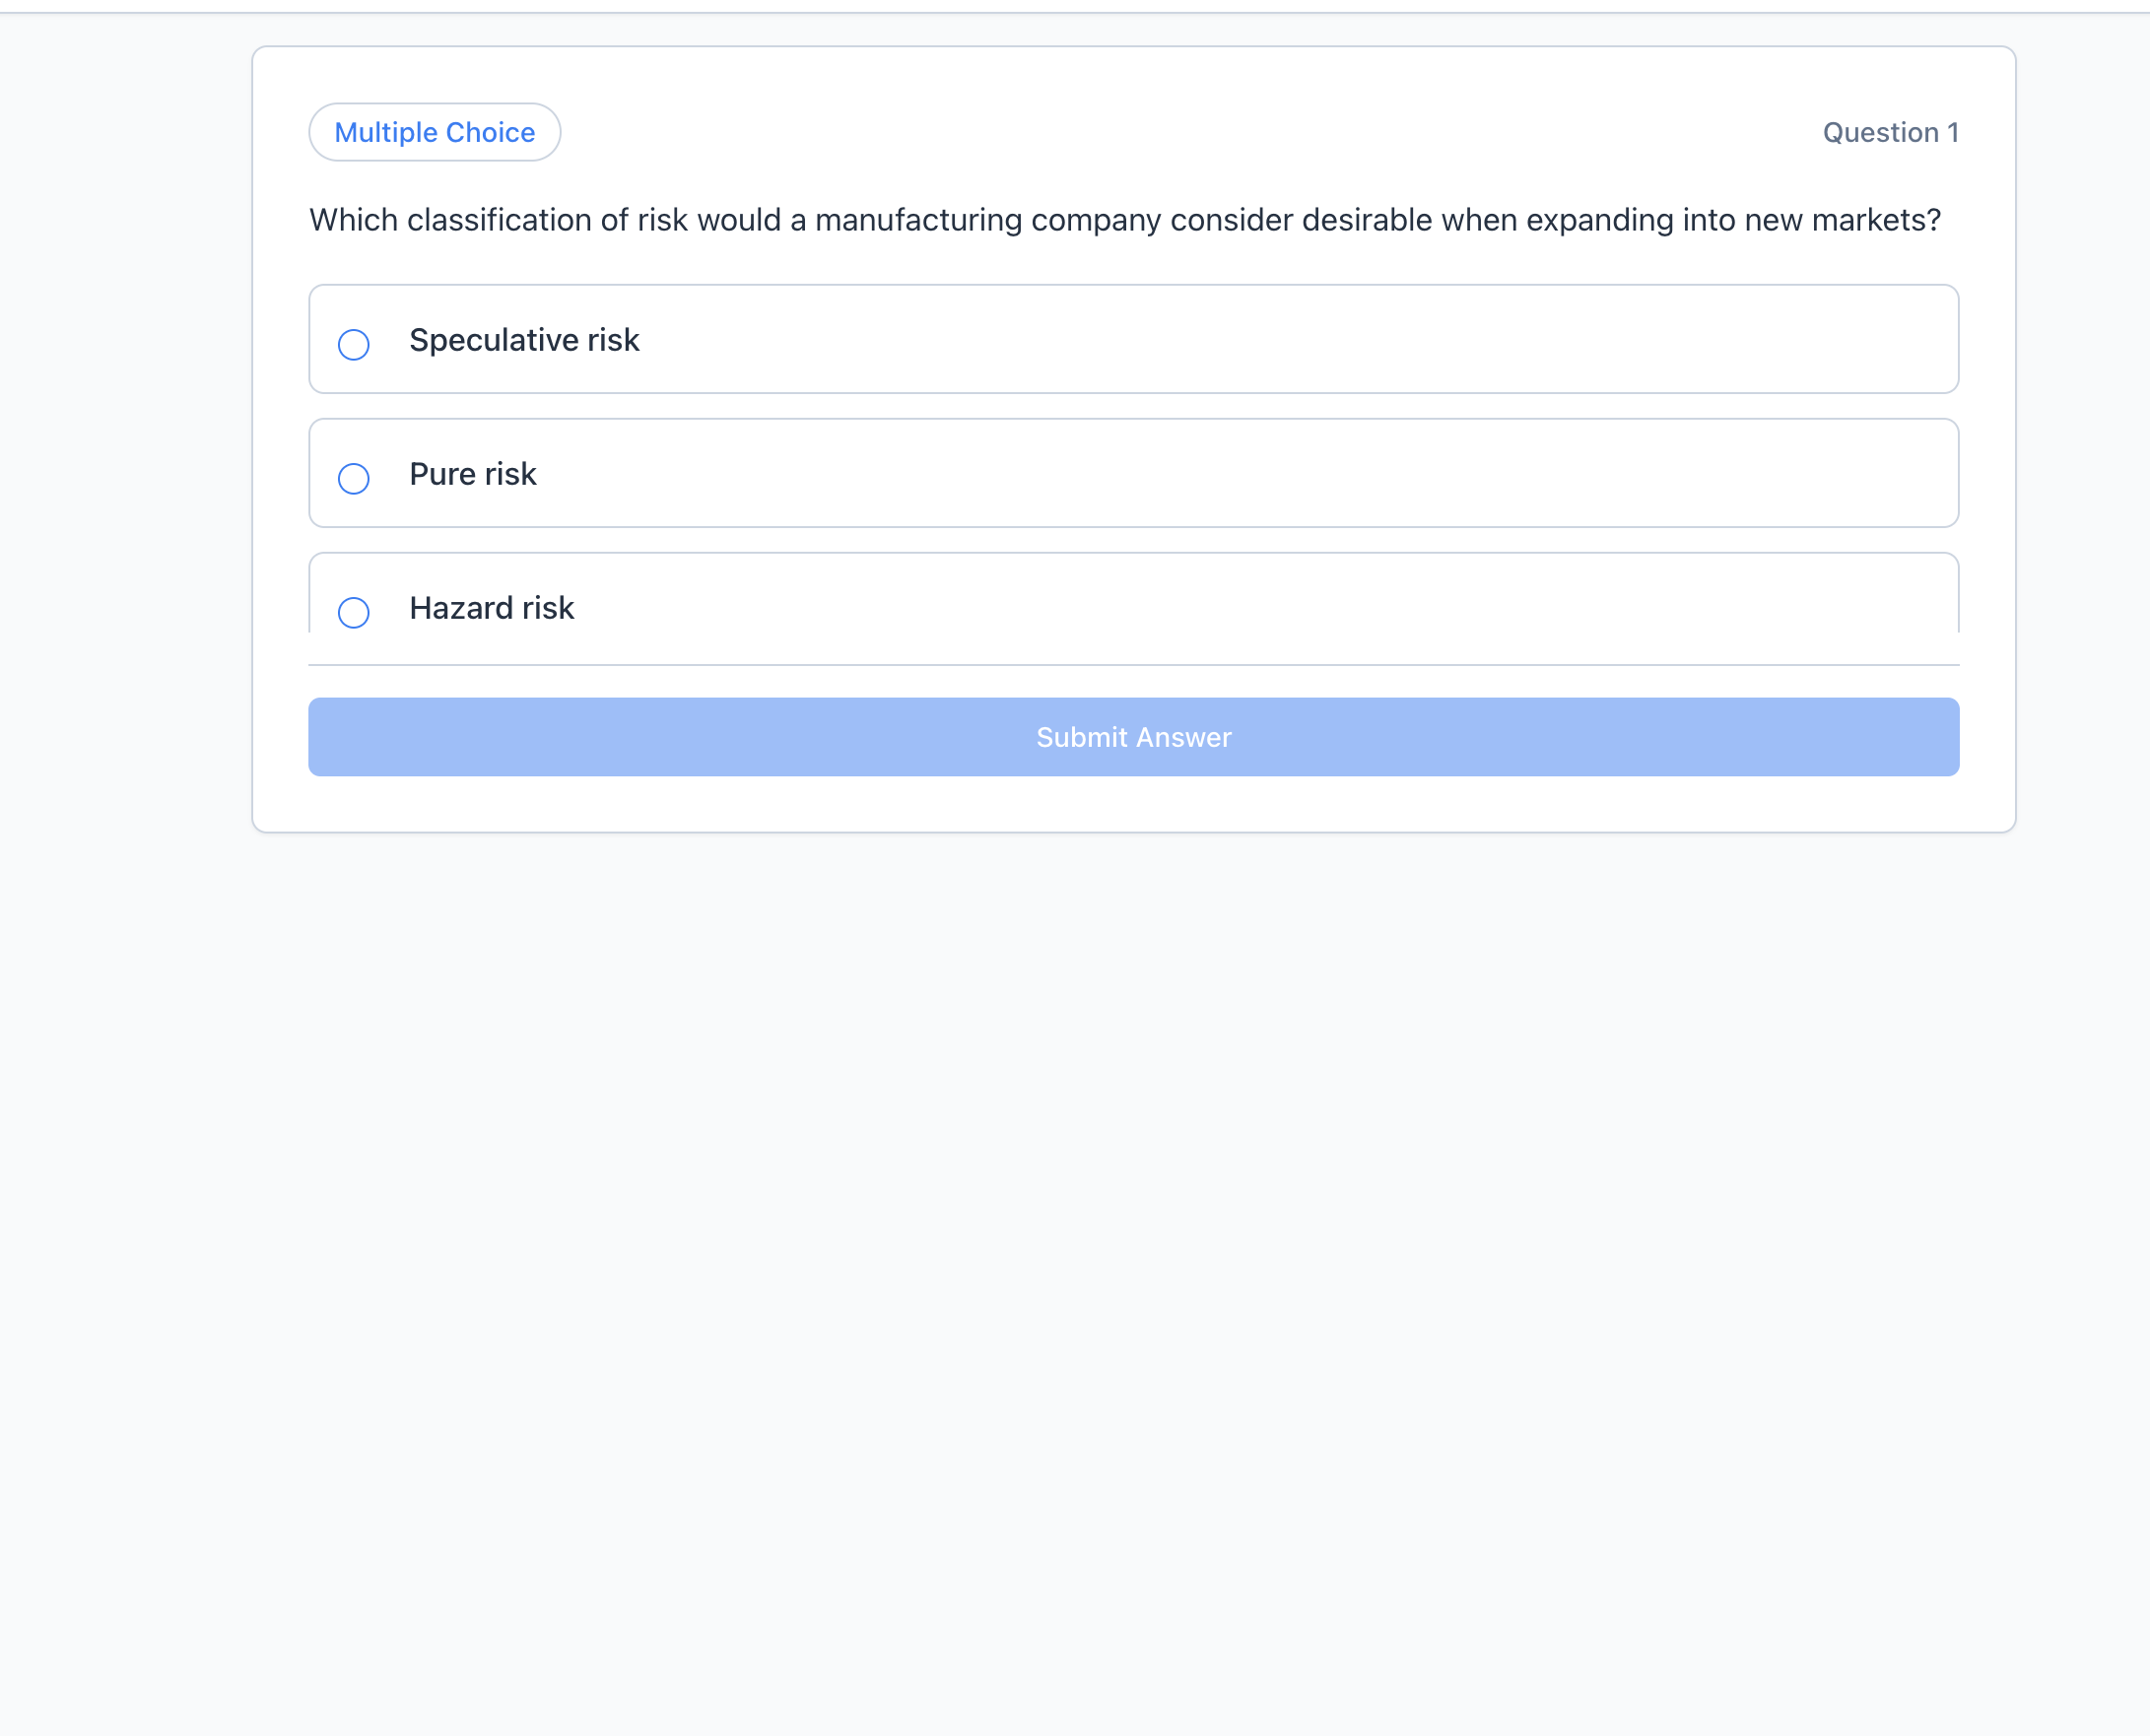 Multiple Choice
Question 1
Which classification of risk would a manufacturing company consider desirable when expanding into new markets?
Speculative risk
Pure risk
Hazard risk
Submit Answer